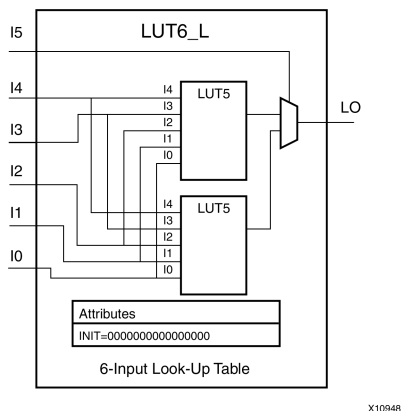 LUT6_L
I5
I4
I3
I2
I1
I0
I4
I3
I2
I1
I0
LUT5
I4
I3
I2
I1
I0
LUT5
LO
Attributes
INIT=0000000000000000
6-Input Look-Up Table
X10948